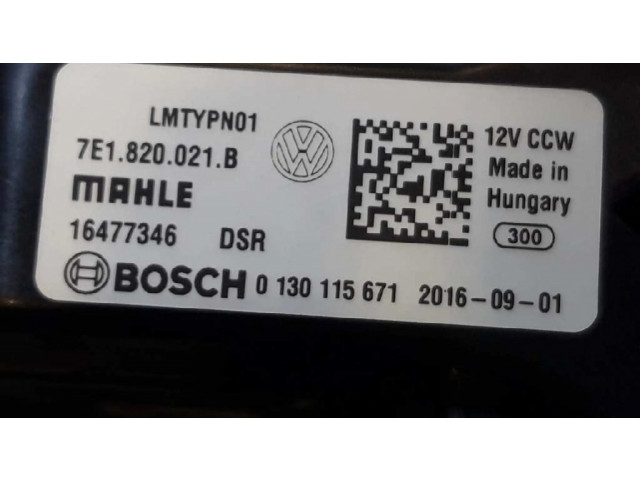 LMTYPN01
7E1.820.021.B
MAHLE
16477346 DSR
BOSCH 0 130 115 671 2016-09-01
12V CCW
Made in
Hungary
300